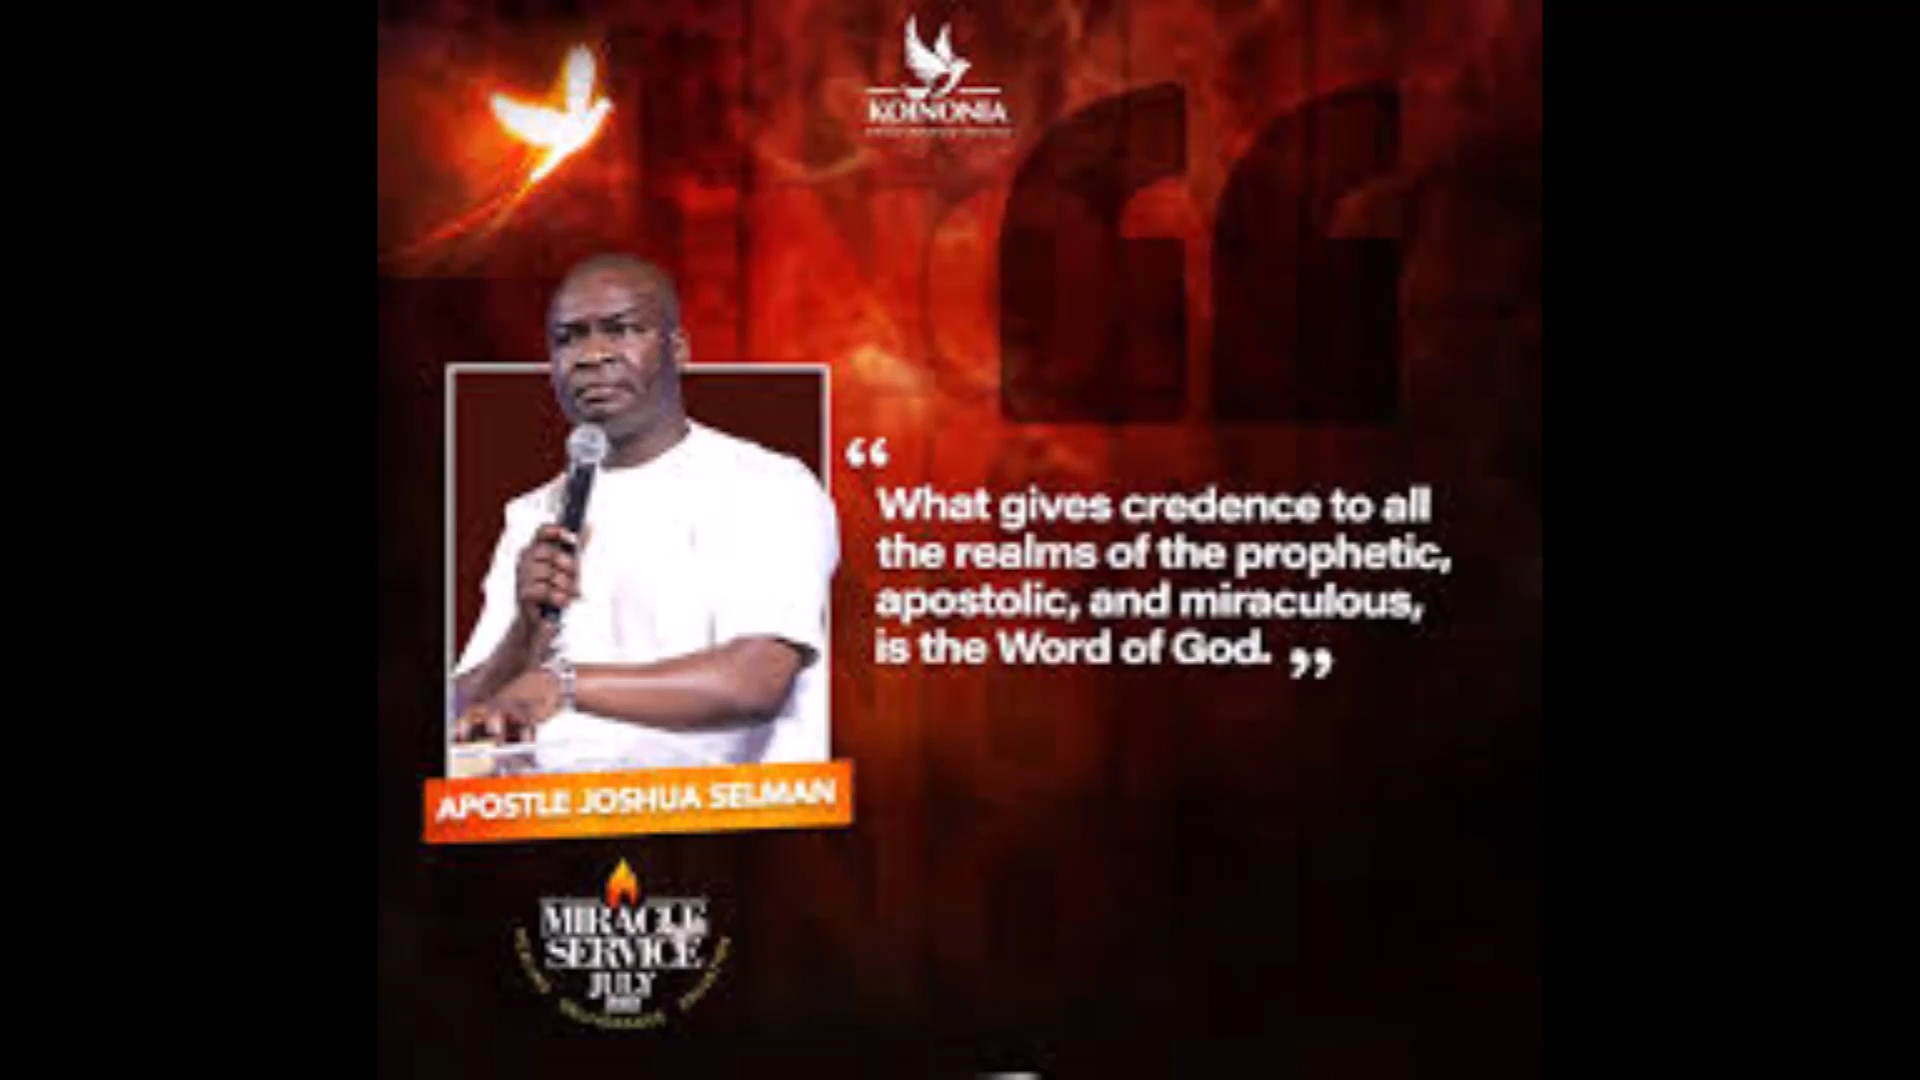 KOINONIA
“
What gives credence to all
the realms of the prophetic,
apostolic, and miraculous,
is the Word of God. ”
APOSTLE JOSHUA SELMAN
MIRACLE
SERVICE
JULY